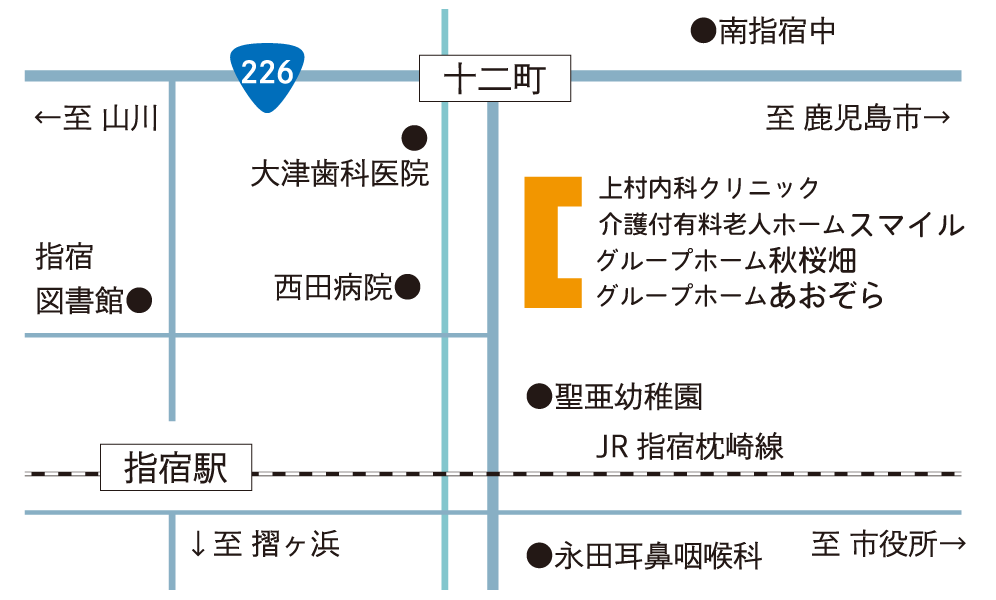 南指宿中
226
十二町
←至 山川
至 鹿児島市→
大津歯科医院
上村内科クリニック
介護付有料老人ホームスマイル
グループホーム秋桜畑
グループホームあおぞら
指宿
図書館
西田病院
聖亜幼稚園
JR 指宿枕崎線
指宿駅
↓至 摺ヶ浜
永田耳鼻咽喉科
至 市役所→